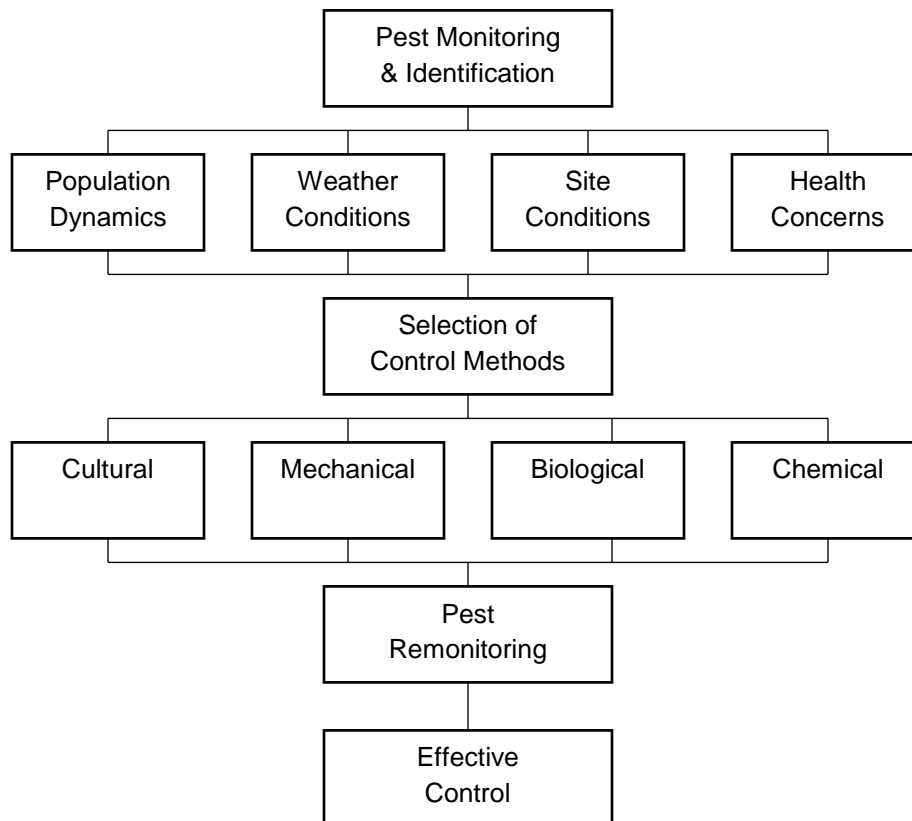 Pest Monitoring
& Identification
Population
Dynamics
Weather
Conditions
Site
Conditions
Health
Concerns
Selection of
Control Methods
Cultural
Mechanical
Biological
Chemical
Pest
Remonitoring
Effective
Control